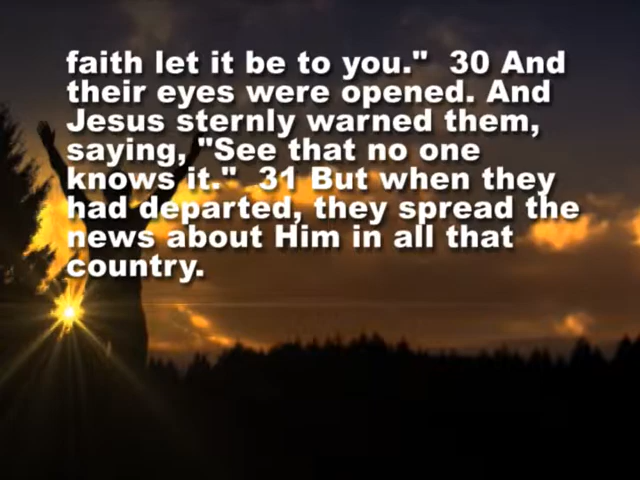 faith let it be to you."  30 And
their eyes were opened. And
Jesus sternly warned them,
saying, "See that no one
knows it."  31 But when they
had departed, they spread the
news about Him in all that
country.